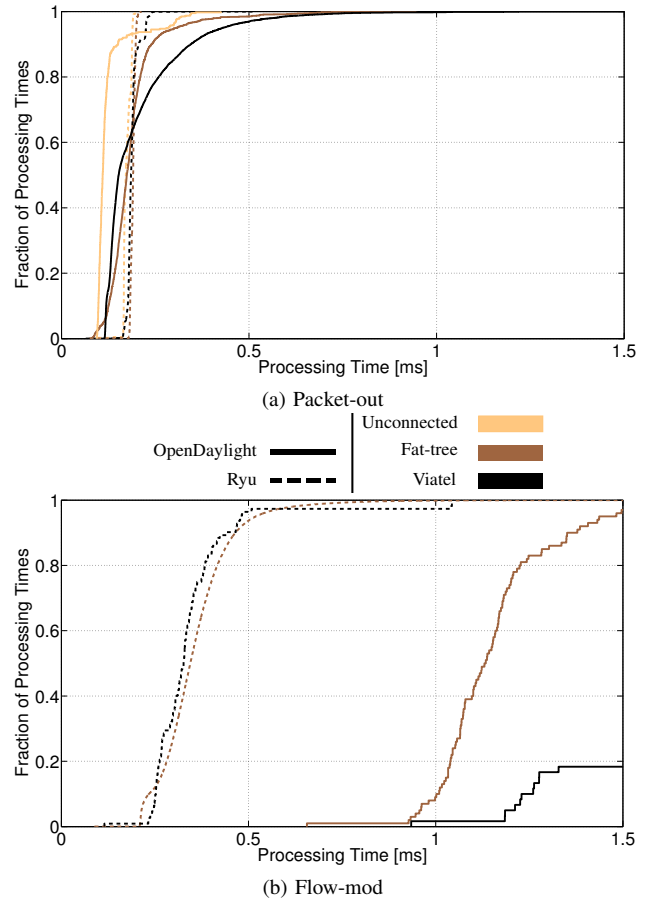 1
0.8
0.6
0.4
0.2
0
Fraction of Processing Times
0 0.5 1 1.5
Processing Time [ms]
(a) Packet-out
OpenDaylight
Ryu
Unconnected
Fat-tree
Viatel
1
0.8
0.6
0.4
0.2
0
Fraction of Processing Times
0 0.5 1 1.5
Processing Time [ms]
(b) Flow-mod